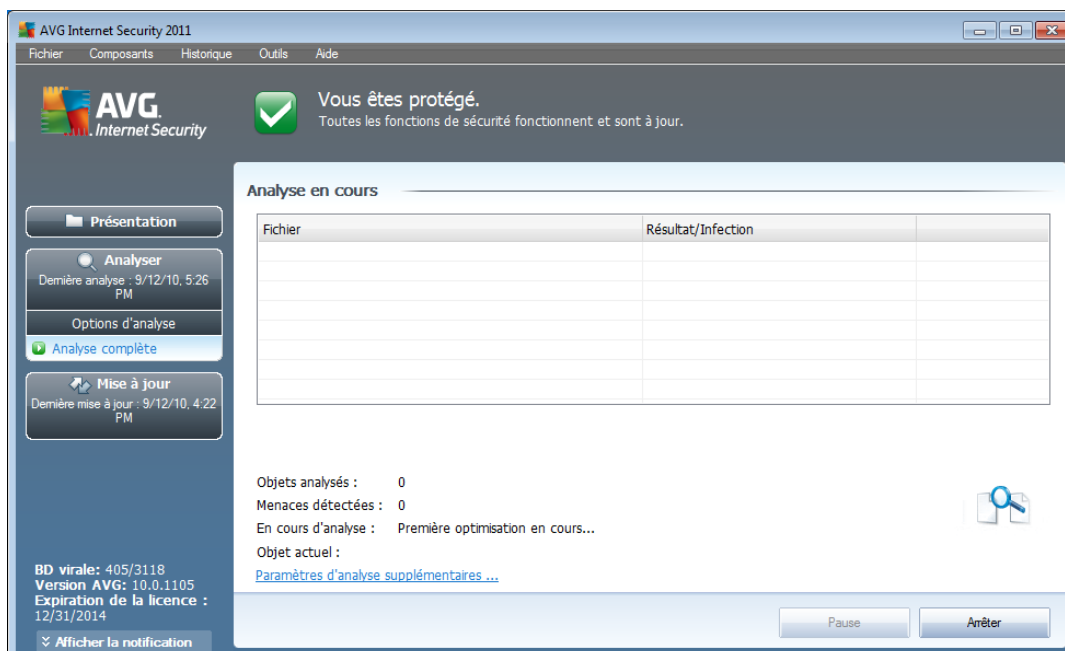 AVG Internet Security 2011
Fichier Composants Historique Outils Aide
AVG.
Internet Security
Vous êtes protégé.
Toutes les fonctions de sécurité fonctionnent et sont à jour.
Présentation
Analyser
Dernière analyse : 9/12/10, 5:26
PM
Options d'analyse
Analyse complète
Mise à jour
Dernière mise à jour : 9/12/10, 4:22
PM
BD virale: 405/3118
Version AVG: 10.0.1105
Expiration de la licence :
12/31/2014
Afficher la notification
Analyse en cours
Fichier Résultat/Infection
Objets analysés : 0
Menaces détectées : 0
En cours d'analyse : Première optimisation en cours...
Objet actuel :
Paramètres d'analyse supplémentaires ...
Pause Arrêter